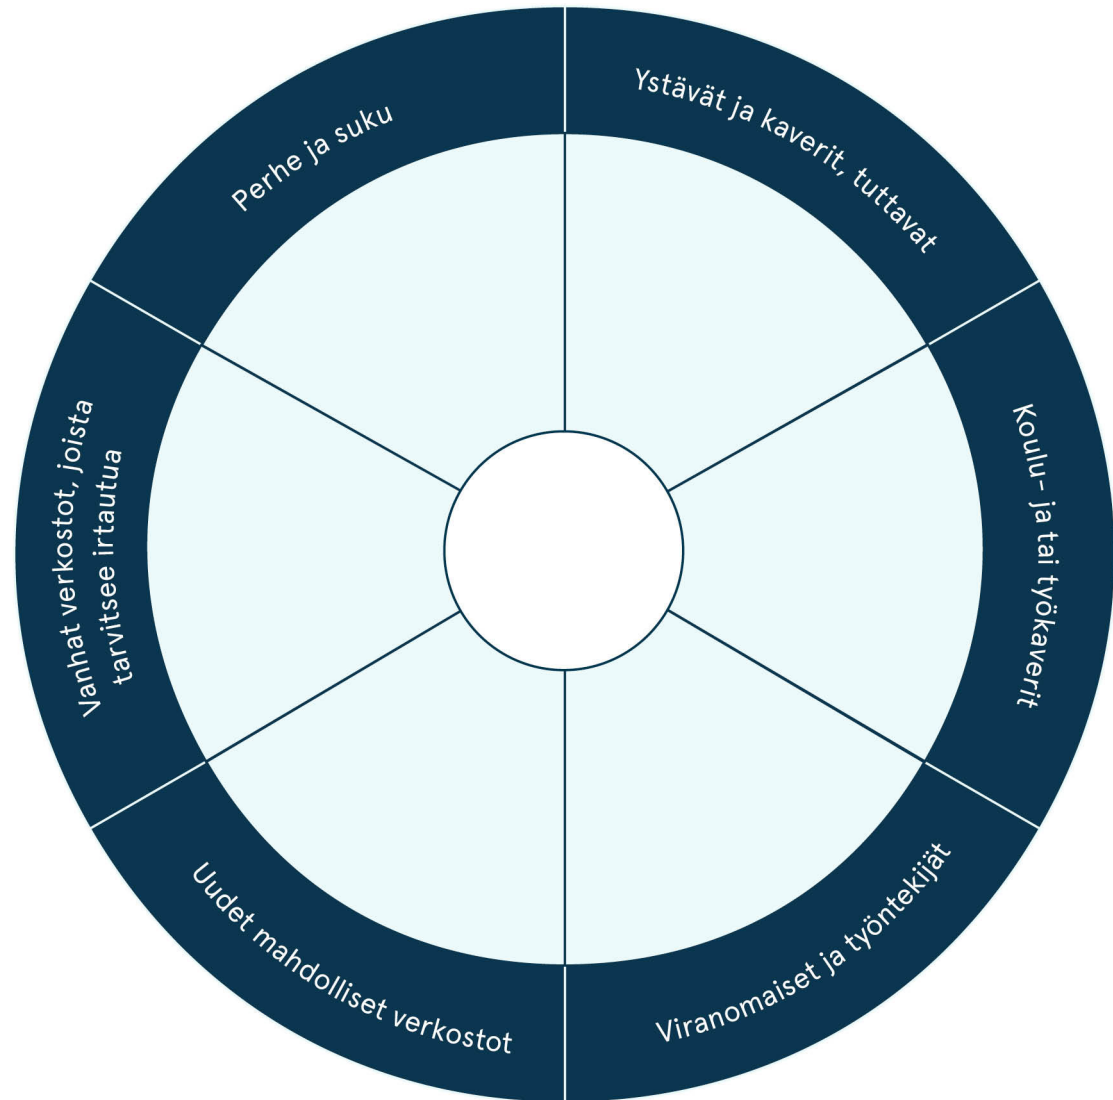 Perhe ja suku
Ystävät ja kaverit, tuttavat
Koulu- ja tai työkaverit
Viranomaiset ja työntekijät
Uudet mahdolliset verkostot
Vanhat verkostot, joista
tarvitsee irtautua